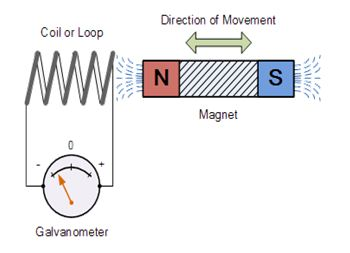 Direction of Movement
Coil or Loop
N
S
Magnet
0
- +
Galvanometer